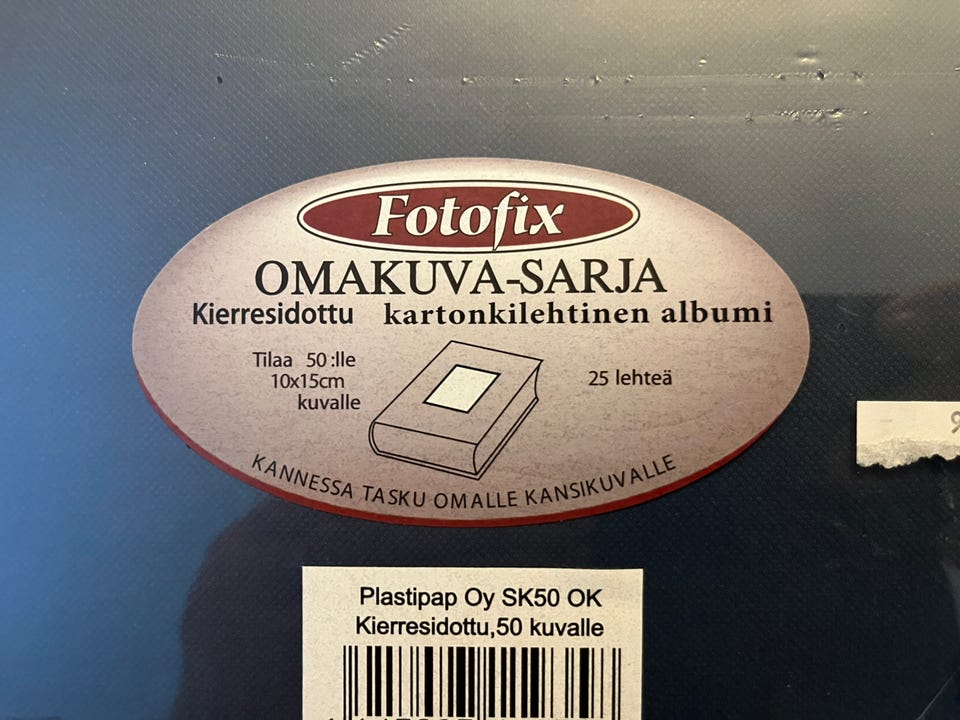 Fotofix
OMAKUVA-SARJA
Kierresidottu kartonkilehtinen albumi
Tilaa 50 :lle
10x15cm
kuvalle
25 lehteä
KANNESSA TASKU OMALLE KANSIKUVALLE
Plastipap Oy SK50 OK
Kierresidottu,50 kuvalle